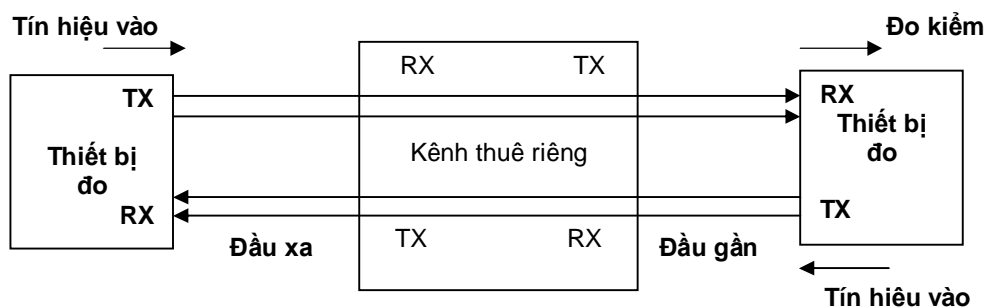 Tín hiệu vào
Đo kiểm
RX TX
TX
RX
Thiết bị
đo
Kênh thuê riêng
Thiết bị
đo
RX
TX
TX RX
Đầu xa
Đầu gần
Tín hiệu vào